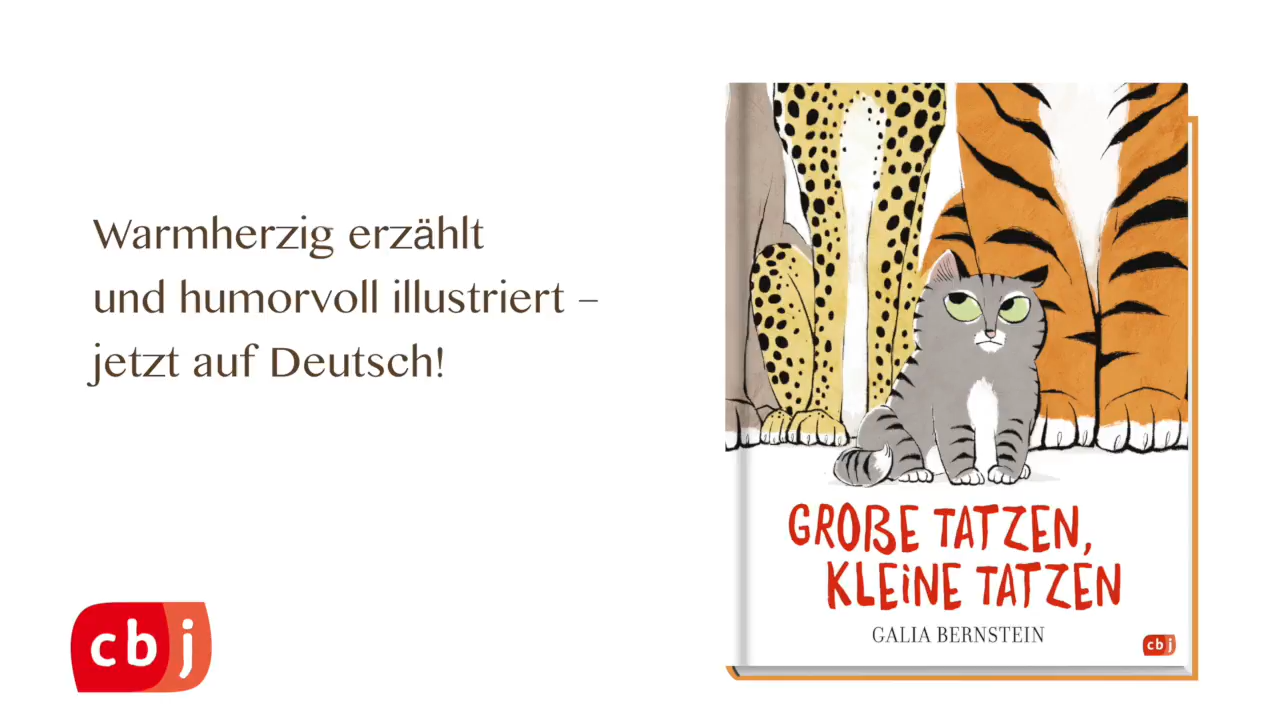 Warmherzig erzählt
und humorvoll illustriert –
jetzt auf Deutsch!
cbj
GROẞE TATZEN,
KLEiNE TATZEN
GALIA BERNSTEIN
cbj